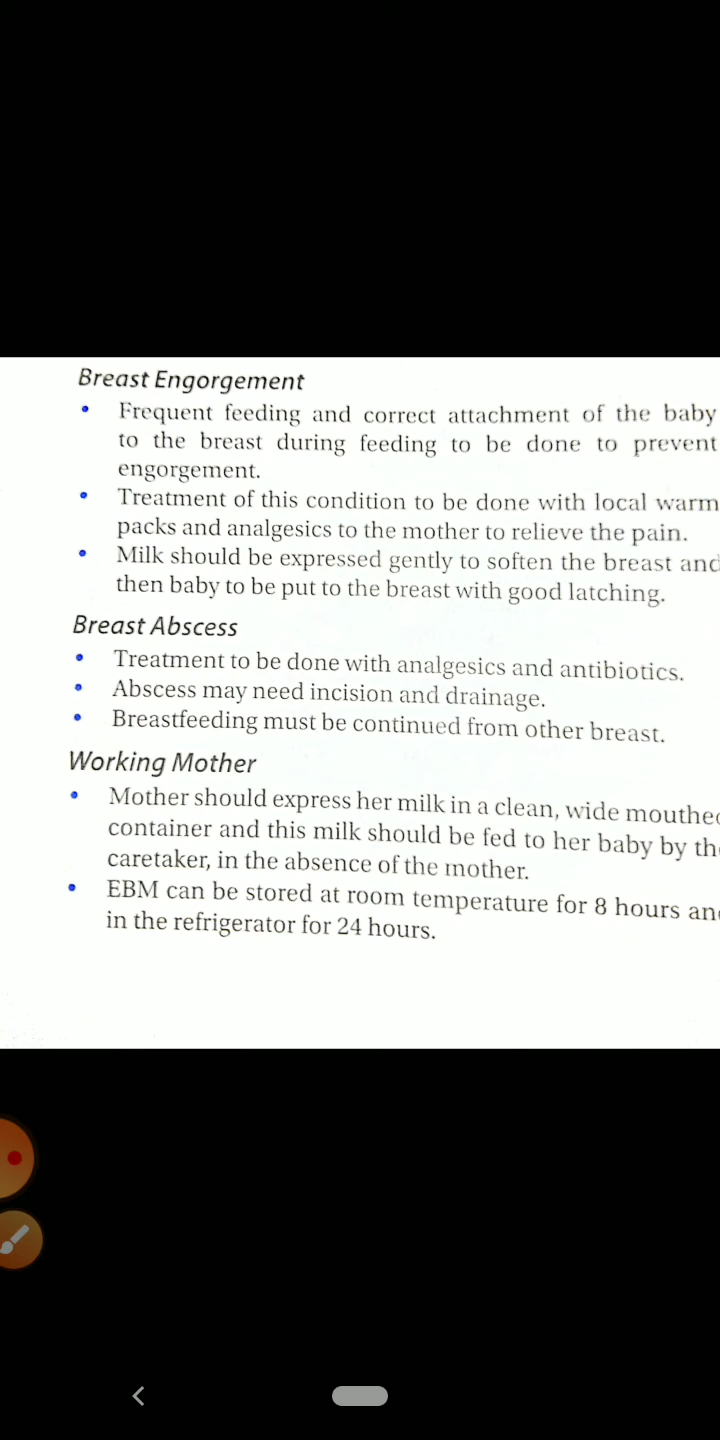 Breast Engorgement
• Frequent feeding and correct attachment of the baby
to the breast during feeding to be done to prevent
engorgement.
• Treatment of this condition to be done with local warm
packs and analgesics to the mother to relieve the pain.
• Milk should be expressed gently to soften the breast and
then baby to be put to the breast with good latching.
Breast Abscess
• Treatment to be done with analgesics and antibiotics.
• Abscess may need incision and drainage.
• Breastfeeding must be continued from other breast.
Working Mother
• Mother should express her milk in a clean, wide mouthed
container and this milk should be fed to her baby by the
caretaker, in the absence of the mother.
• EBM can be stored at room temperature for 8 hours and
in the refrigerator for 24 hours.